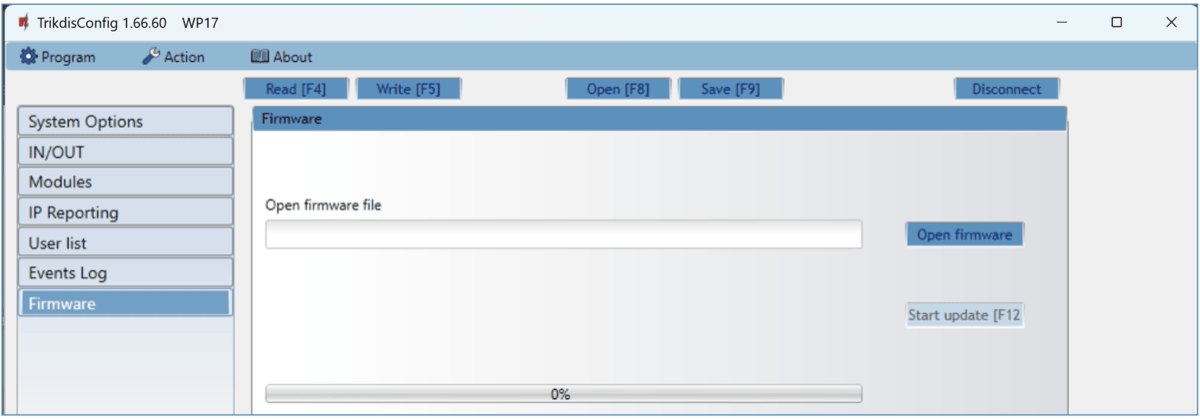 TrikdisConfig 1.66.60 WP17
Program Action About
Read [F4] Write [F5] Open [F8] Save [F9] Disconnect
System Options
IN/OUT
Modules
IP Reporting
User list
Events Log
Firmware
Firmware
Open firmware file
Open firmware
Start update [F12
0%